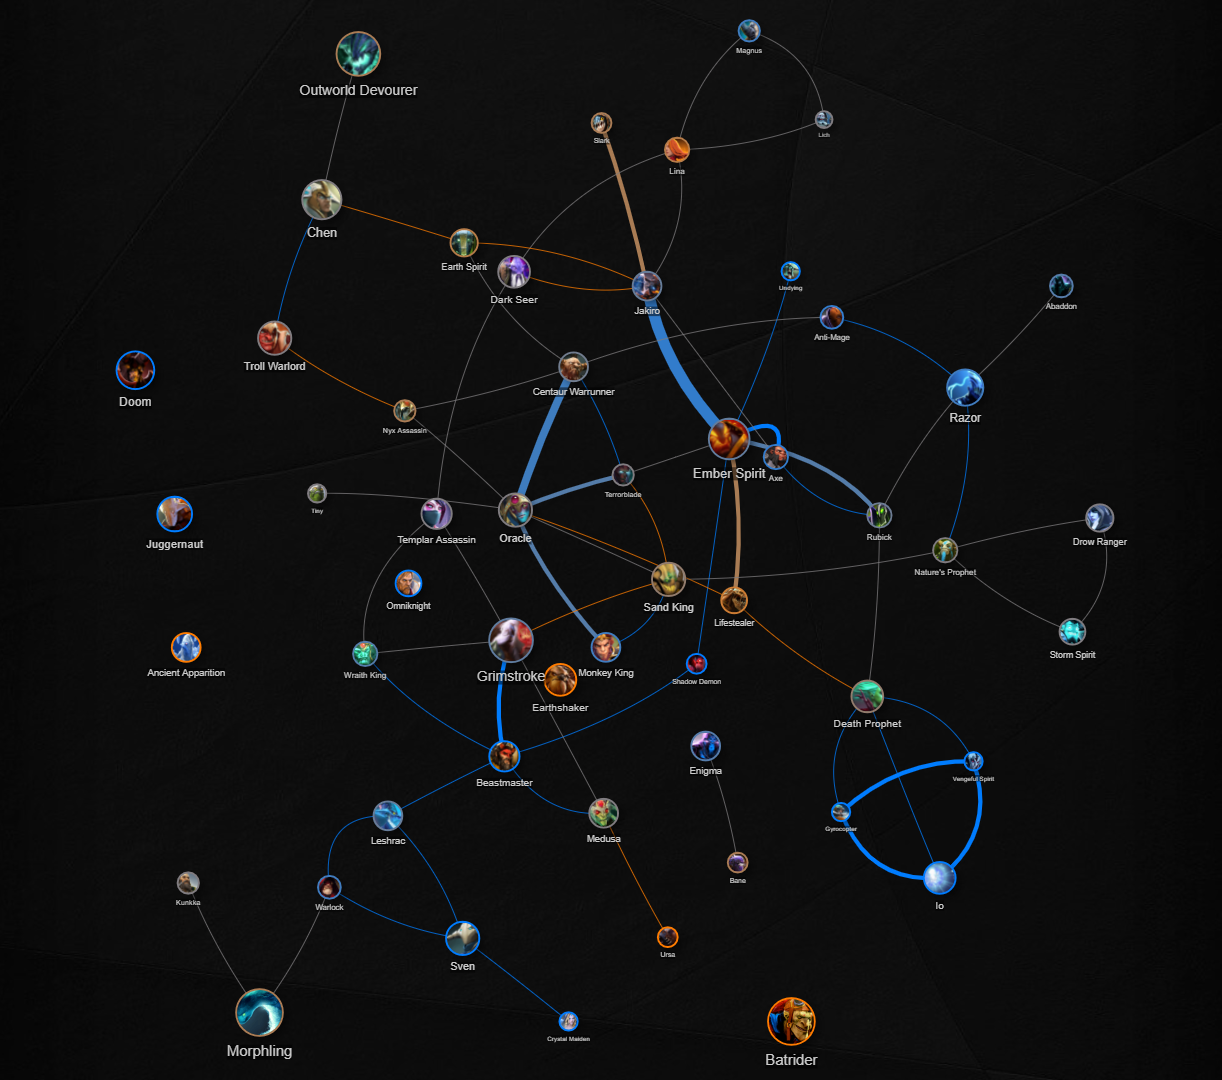 Magnus
Outworld Devourer
Lich
Slark
Lina
Chen
Earth Spirit
Undying
Dark Seer
Abaddon
Jakiro
Anti-Mage
Troll Warlord
Centaur Warrunner
Doom
Razor
Nyx Assassin
Ember Spirit
Axe
Terrorblade
Tiny
Oracle
Rubick
Templar Assassin
Drow Ranger
Juggernaut
Nature's Prophet
Omniknight
Sand King
Lifestealer
Storm Spirit
Ancient Apparition
Monkey King
Wraith King
Grimstroke
Shadow Demon
Earthshaker
Death Prophet
Enigma
Vengeful Spirit
Beastmaster
Gyrocopter
Medusa
Leshrac
Bane
Kunkka
Io
Warlock
Ursa
Sven
Crystal Maiden
Morphling
Batrider